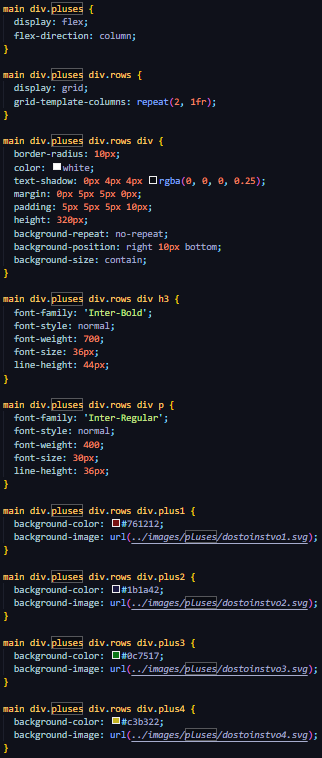 main div.pluses {
display: flex;
flex-direction: column;
}
main div.pluses div.rows {
display: grid;
grid-template-columns: repeat(2, 1fr);
}
main div.pluses div.rows div {
border-radius: 10px;
color: white;
text-shadow: 0px 4px 4px rgba(0, 0, 0, 0.25);
margin: 0px 5px 5px 0px;
padding: 5px 5px 5px 10px;
height: 320px;
background-repeat: no-repeat;
background-position: right 10px bottom;
background-size: contain;
}
main div.pluses div.rows div h3 {
font-family: 'Inter-Bold';
font-style: normal;
font-weight: 700;
font-size: 36px;
line-height: 44px;
}
main div.pluses div.rows div p {
font-family: 'Inter-Regular';
font-style: normal;
font-weight: 400;
font-size: 30px;
line-height: 36px;
}
main div.pluses div.rows div.plus1 {
background-color: #761212;
background-image: url(../images/pluses/dostoinstvo1.svg);
}
main div.pluses div.rows div.plus2 {
background-color: #1b1a42;
background-image: url(../images/pluses/dostoinstvo2.svg);
}
main div.pluses div.rows div.plus3 {
background-color: #0c7517;
background-image: url(../images/pluses/dostoinstvo3.svg);
}
main div.pluses div.rows div.plus4 {
background-color: #c3b322;
background-image: url(../images/pluses/dostoinstvo4.svg);
}